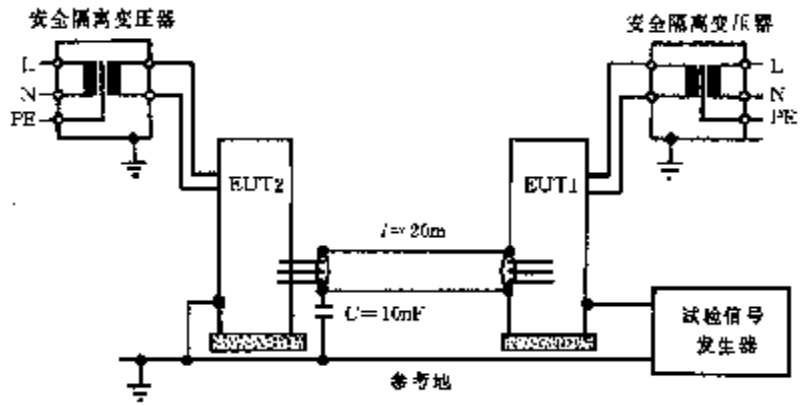 安全隔离变压器
安全隔离变压器
L
N
PE
L
N
PE
EUT2
EUT1
l=20m
C=10nF
试验信号
发生器
参考地